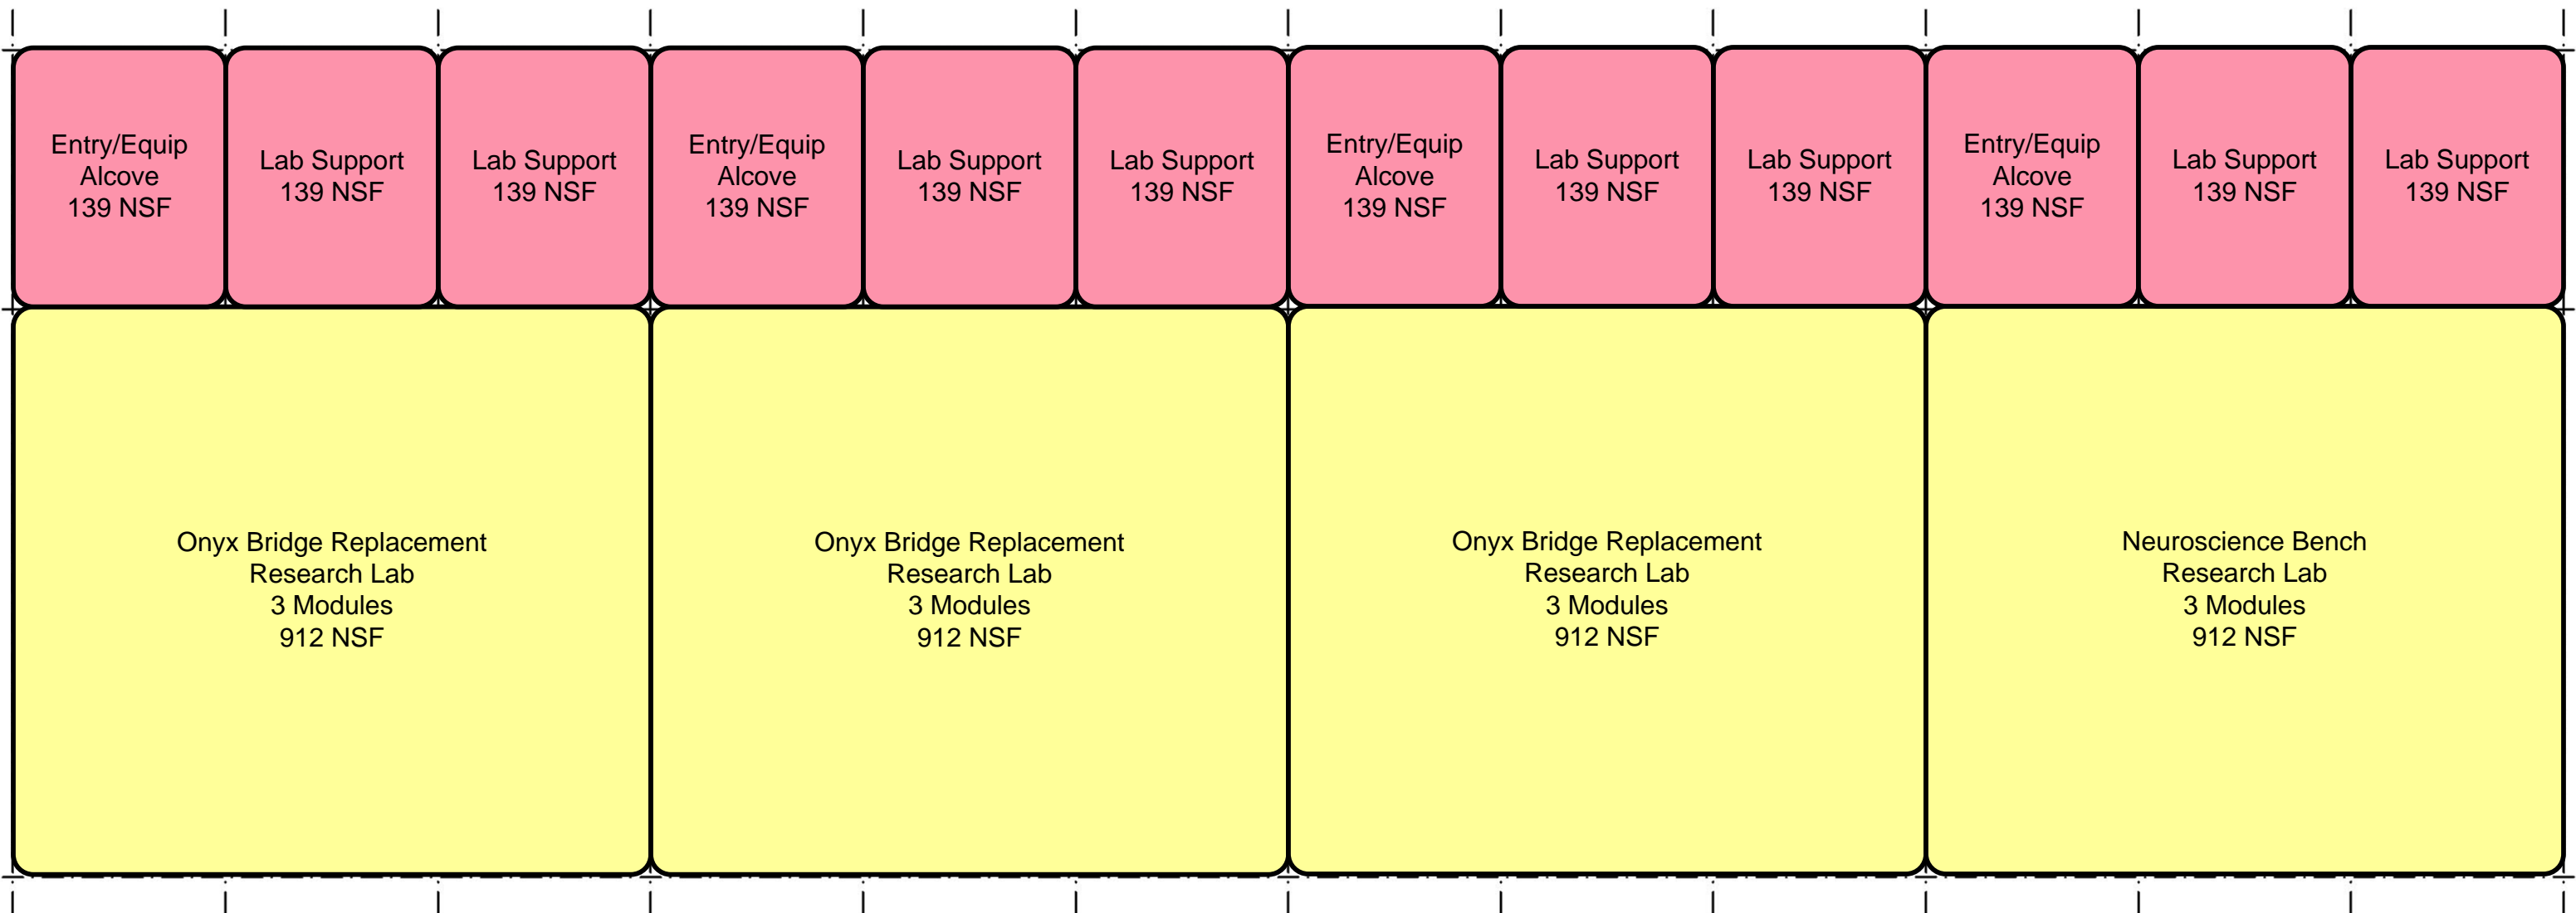 Entry/Equip
Alcove
139 NSF
Lab Support
139 NSF
Lab Support
139 NSF
Entry/Equip
Alcove
139 NSF
Lab Support
139 NSF
Lab Support
139 NSF
Entry/Equip
Alcove
139 NSF
Lab Support
139 NSF
Lab Support
139 NSF
Entry/Equip
Alcove
139 NSF
Lab Support
139 NSF
Lab Support
139 NSF
Onyx Bridge Replacement
Research Lab
3 Modules
912 NSF
Onyx Bridge Replacement
Research Lab
3 Modules
912 NSF
Onyx Bridge Replacement
Research Lab
3 Modules
912 NSF
Neuroscience Bench
Research Lab
3 Modules
912 NSF